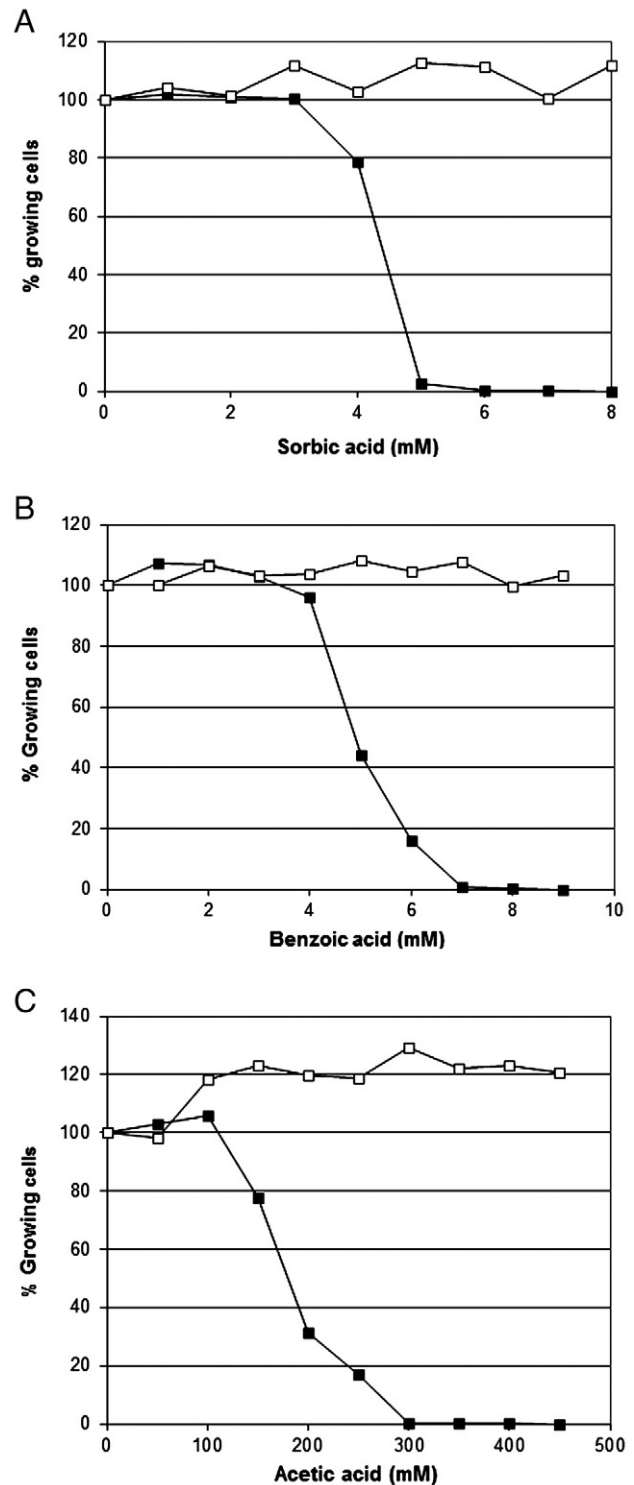 A
120
100
80
60
40
20
0
% growing cells
0 2 4 6 8
Sorbic acid (mM)
B
120
100
80
60
40
20
0
% Growing cells
0 2 4 6 8 10
Benzoic acid (mM)
C
140
120
100
80
60
40
20
0
% Growing cells
0 100 200 300 400 500
Acetic acid (mM)